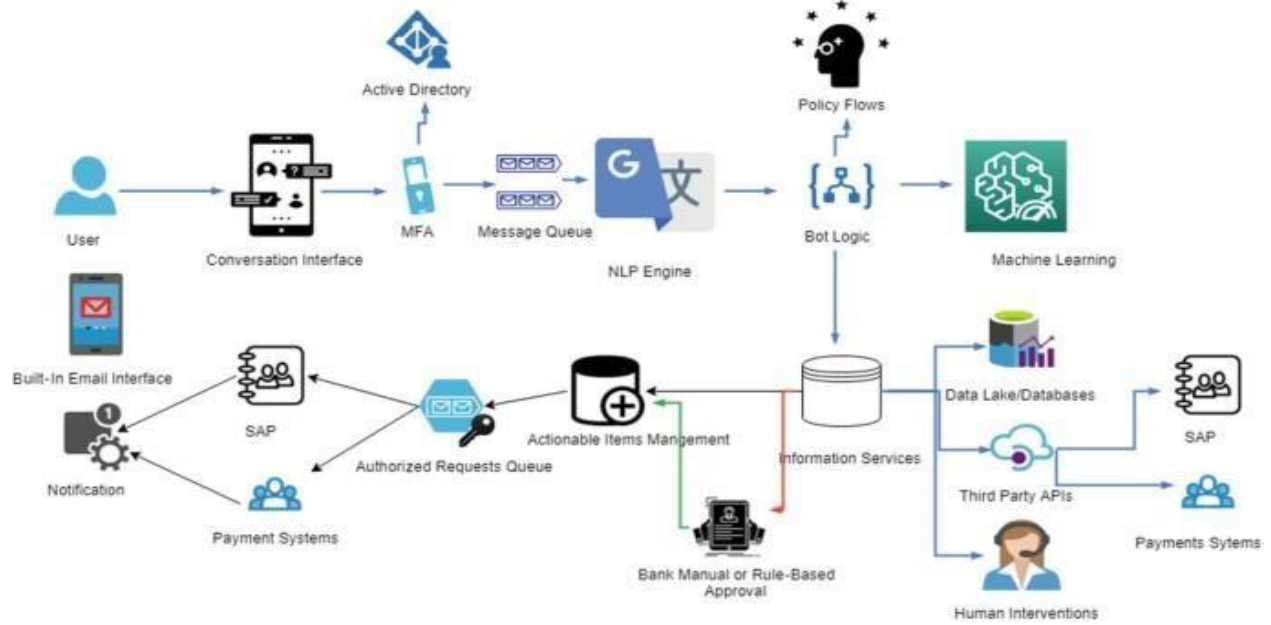 Active Directory
Policy Flows
User
Conversation Interface
MFA
Message Queue
G
文
NLP Engine
Bot Logic
Machine Learning
?
Built-In Email Interface
1
Notification
SAP
Payment Systems
Authorized Requests Queue
Actionable Items Mangement
Information Services
Bank Manual or Rule-Based
Approval
Data Lake/Databases
Third Party APIs
Human Interventions
SAP
Payments Sytems